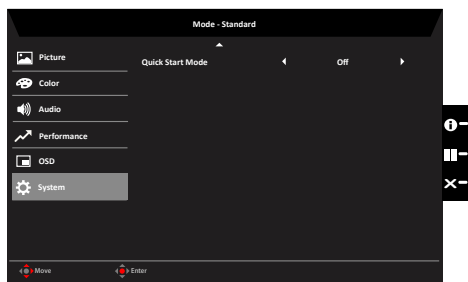 Mode - Standard
Picture
Quick Start Mode Off
Color
Audio
Performance
OSD
System
Move Enter